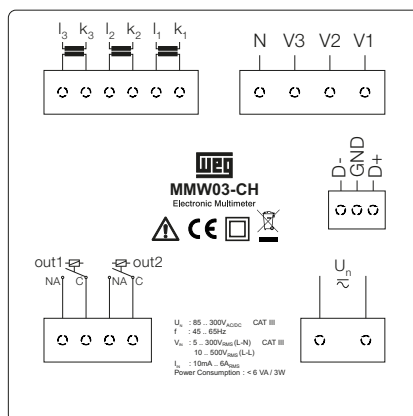 l3 k3 l2 k2 l1 k1
N V3 V2 V1
D- GND D+
WEG
MMW03-CH
Electronic Multimeter
CE
out1 out2
NA C NA C
Un
Uin : 85 .. 300VAC/DC CAT III
f : 45 .. 65Hz
Vin : 5 .. 300VRMS (L-N) CAT III
10 .. 500VRMS (L-L)
Iin : 10mA .. 6ARMS
Power Consumption : < 6 VA / 3W